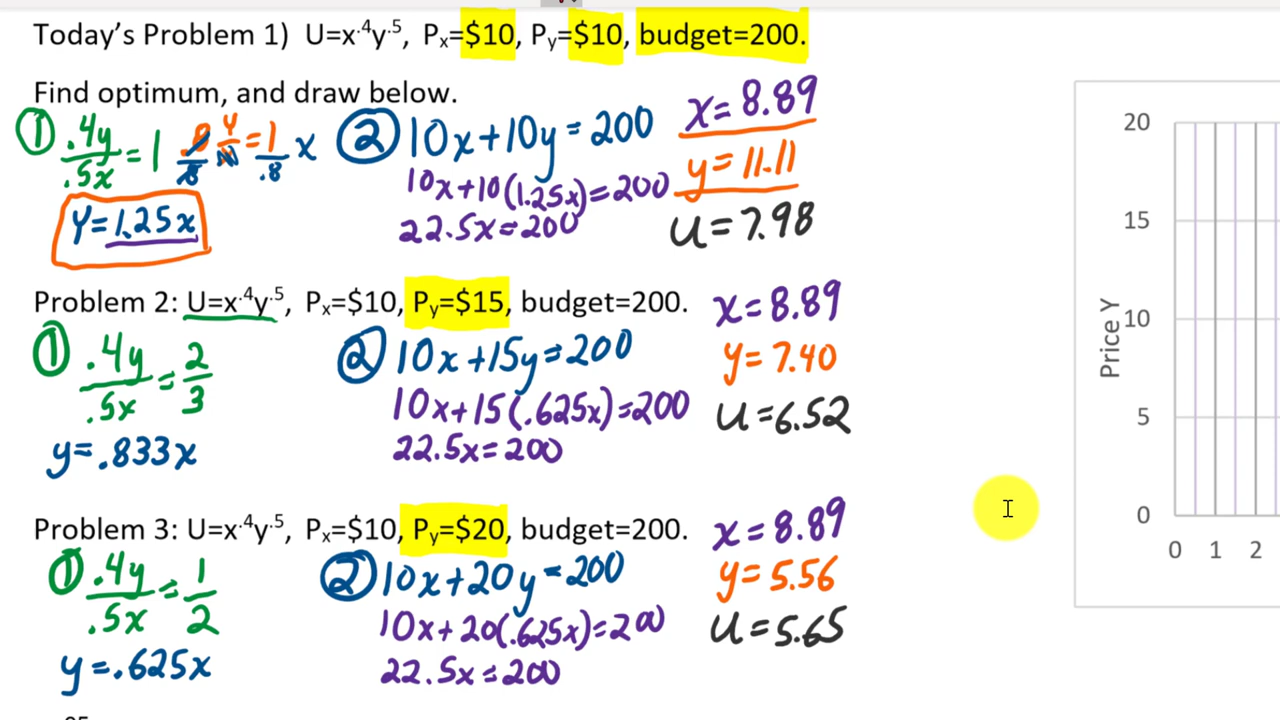 Today's Problem 1) U=x^.4y^.5, Px=$10, Py=$10, budget=200.
Find optimum, and draw below.
① .4y/.5x = 1 y/ = 1/.8 x
y=1.25x
② 10x+10y=200
10x+10(1.25x)=200
22.5x=200
x=8.89
y=11.11
u=7.98
Problem 2: U=x^.4y^.5, Px=$10, Py=$15, budget=200.
① .4y/.5x = 2/3
y=.833x
② 10x+15y=200
10x+15(.625x)=200
22.5x=200
x=8.89
y=7.40
u=6.52
Problem 3: U=x^.4y^.5, Px=$10, Py=$20, budget=200.
① .4y/.5x = 1/2
y=.625x
② 10x+20y=200
10x+20(.625x)=200
22.5x=200
x=8.89
y=5.56
u=5.65
Price Y
20
15
10
5
0
0 1 2